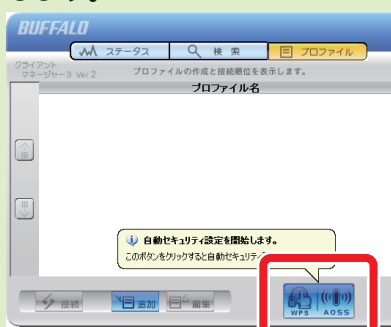 BUFFALO
ステータス
検 索
プロファイル
クライアント
マネージャー3 Ver 2
プロファイルの作成と接続順位を表示します。
プロファイル名
自動セキュリティ設定を開始します。
このボタンをクリックすると自動セキュリティ
接続
追加
編集
WPS
AOSS